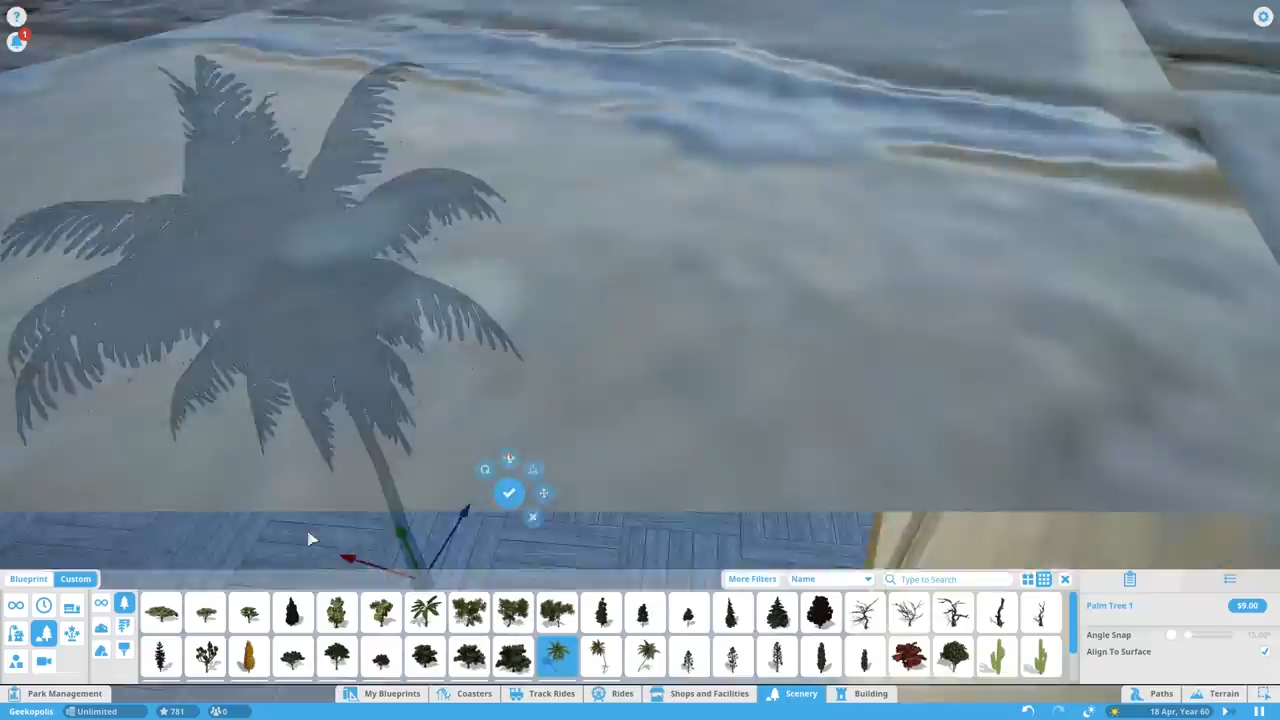 ?
1
Blueprint Custom More Filters Name Type to Search
Palm Tree 1 $9.00
Angle Snap 15.00°
Align To Surface
Park Management My Blueprints Coasters Track Rides Rides Shops and Facilities Scenery Building Paths Terrain
Geekopolis Unlimited 781 0 18 Apr, Year 60